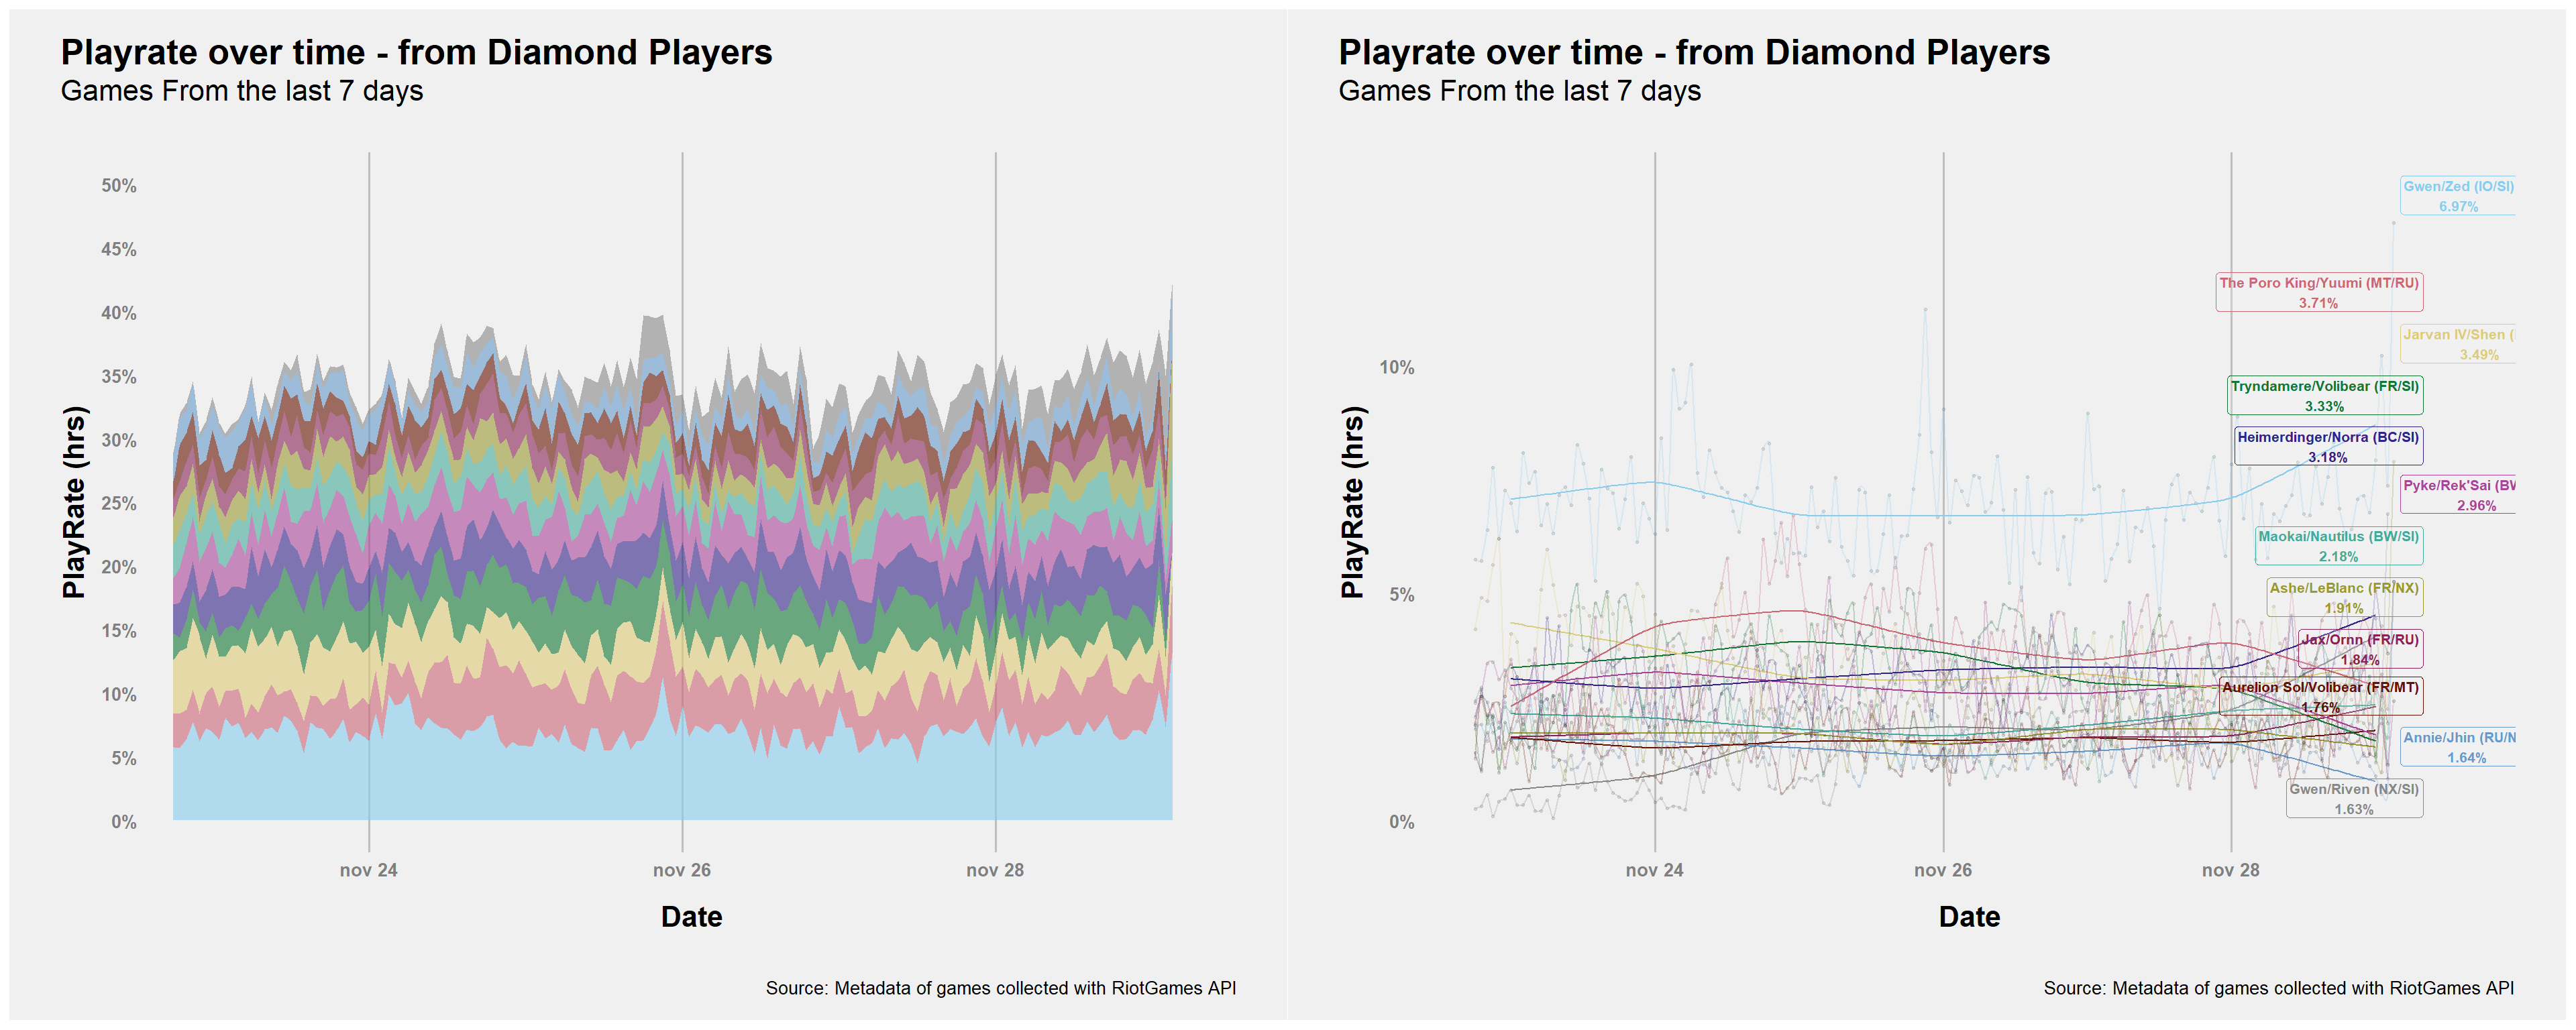 Playrate over time - from Diamond Players
Games From the last 7 days
50%
45%
40%
35%
30%
25%
20%
15%
10%
5%
0%
PlayRate (hrs)
nov 24
nov 26
nov 28
Date
Source: Metadata of games collected with RiotGames API
Playrate over time - from Diamond Players
Games From the last 7 days
10%
5%
0%
PlayRate (hrs)
Gwen/Zed (IO/SI)
6.97%
The Poro King/Yuumi (MT/RU)
3.71%
Jarvan IV/Shen (
3.49%
Tryndamere/Volibear (FR/SI)
3.33%
Heimerdinger/Norra (BC/SI)
3.18%
Pyke/Rek'Sai (BW
2.96%
Maokai/Nautilus (BW/SI)
2.18%
Ashe/LeBlanc (FR/NX)
1.91%
Jax/Ornn (FR/RU)
1.84%
Aurelion Sol/Volibear (FR/MT)
1.76%
Annie/Jhin (RU/N
1.64%
Gwen/Riven (NX/SI)
1.63%
nov 24
nov 26
nov 28
Date
Source: Metadata of games collected with RiotGames API